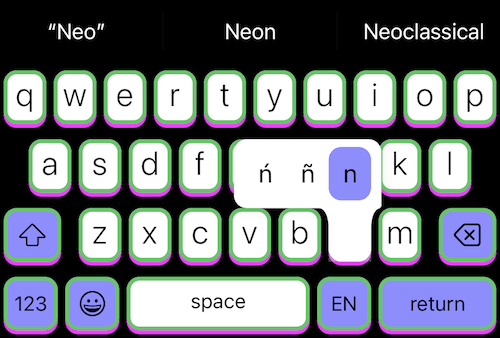 “Neo” Neon Neoclassical
q w e r t y u i o p
a s d f k l
ń ñ n
z x c v b m
123 space EN return